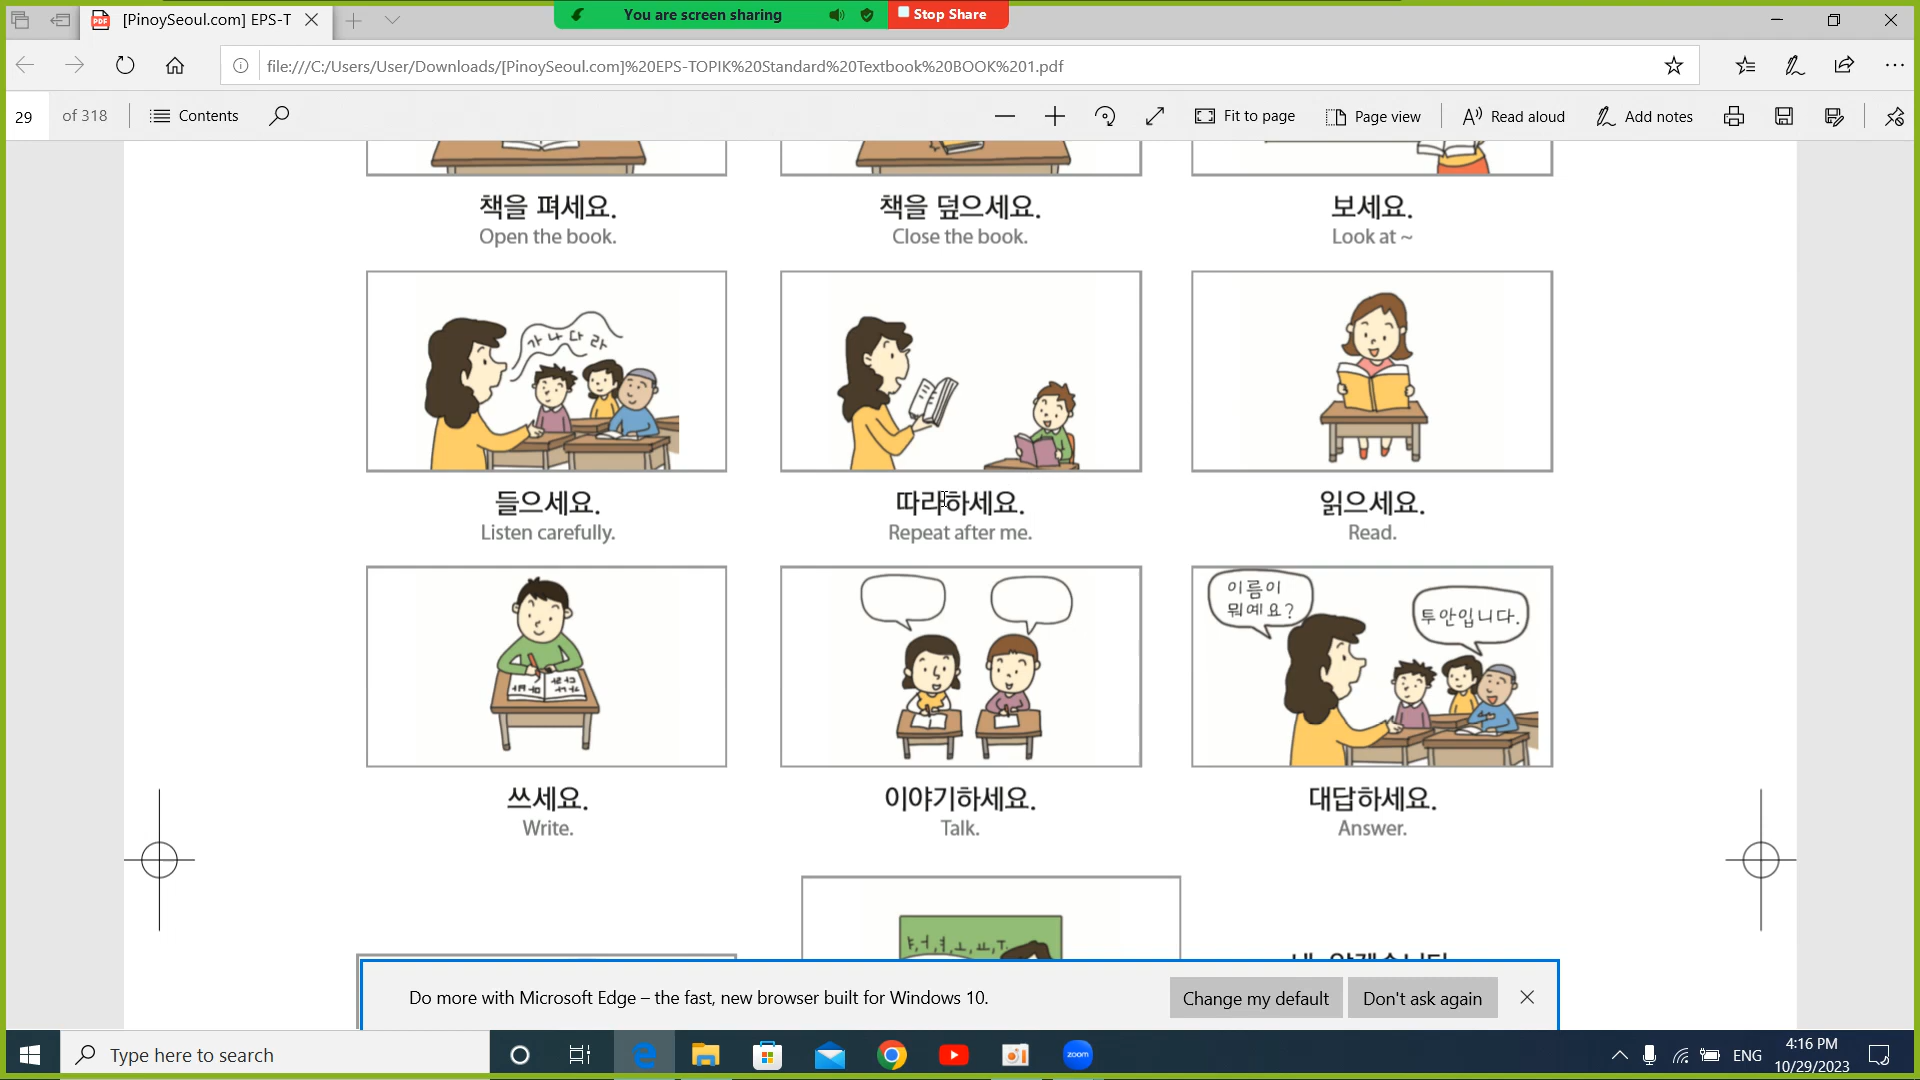 [PinoySeoul.com] EPS-T
You are screen sharing
Stop Share
file:///C:/Users/User/Downloads/[PinoySeoul.com]%20EPS-TOPIK%20Standard%20Textbook%20BOOK%201.pdf
29 of 318 Contents Fit to page Page view Read aloud Add notes
책을 펴세요. 책을 덮으세요. 보세요.
Open the book. Close the book. Look at ~
가 나 다 라
들으세요. 따라하세요. 읽으세요.
Listen carefully. Repeat after me. Read.
이름이
뭐예요?
투안입니다.
쓰세요. 이야기하세요. 대답하세요.
Write. Talk. Answer.
Do more with Microsoft Edge – the fast, new browser built for Windows 10. Change my default Don't ask again
Type here to search
zoom
ENG
4:16 PM
10/29/2023